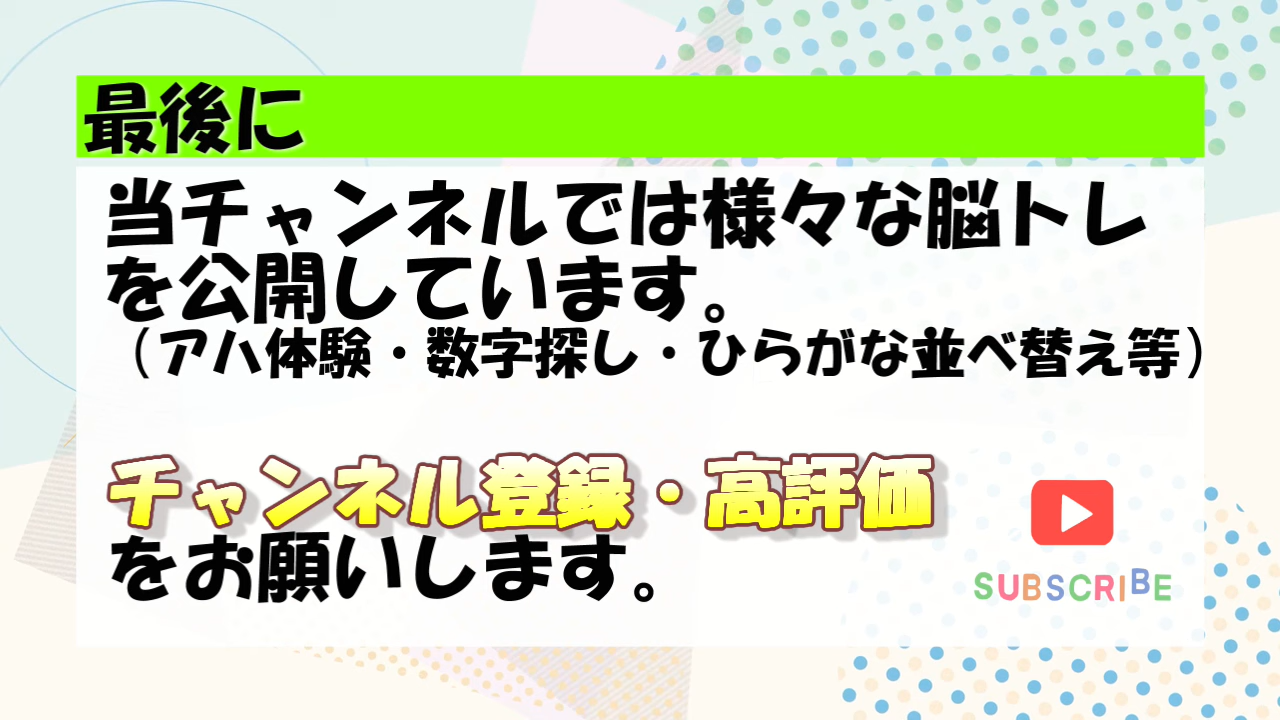 最後に
当チャンネルでは様々な脳トレ
を公開しています。
（アハ体験・数字探し・ひらがな並べ替え等）
チャンネル登録・高評価
をお願いします。
SUBSCRIBE